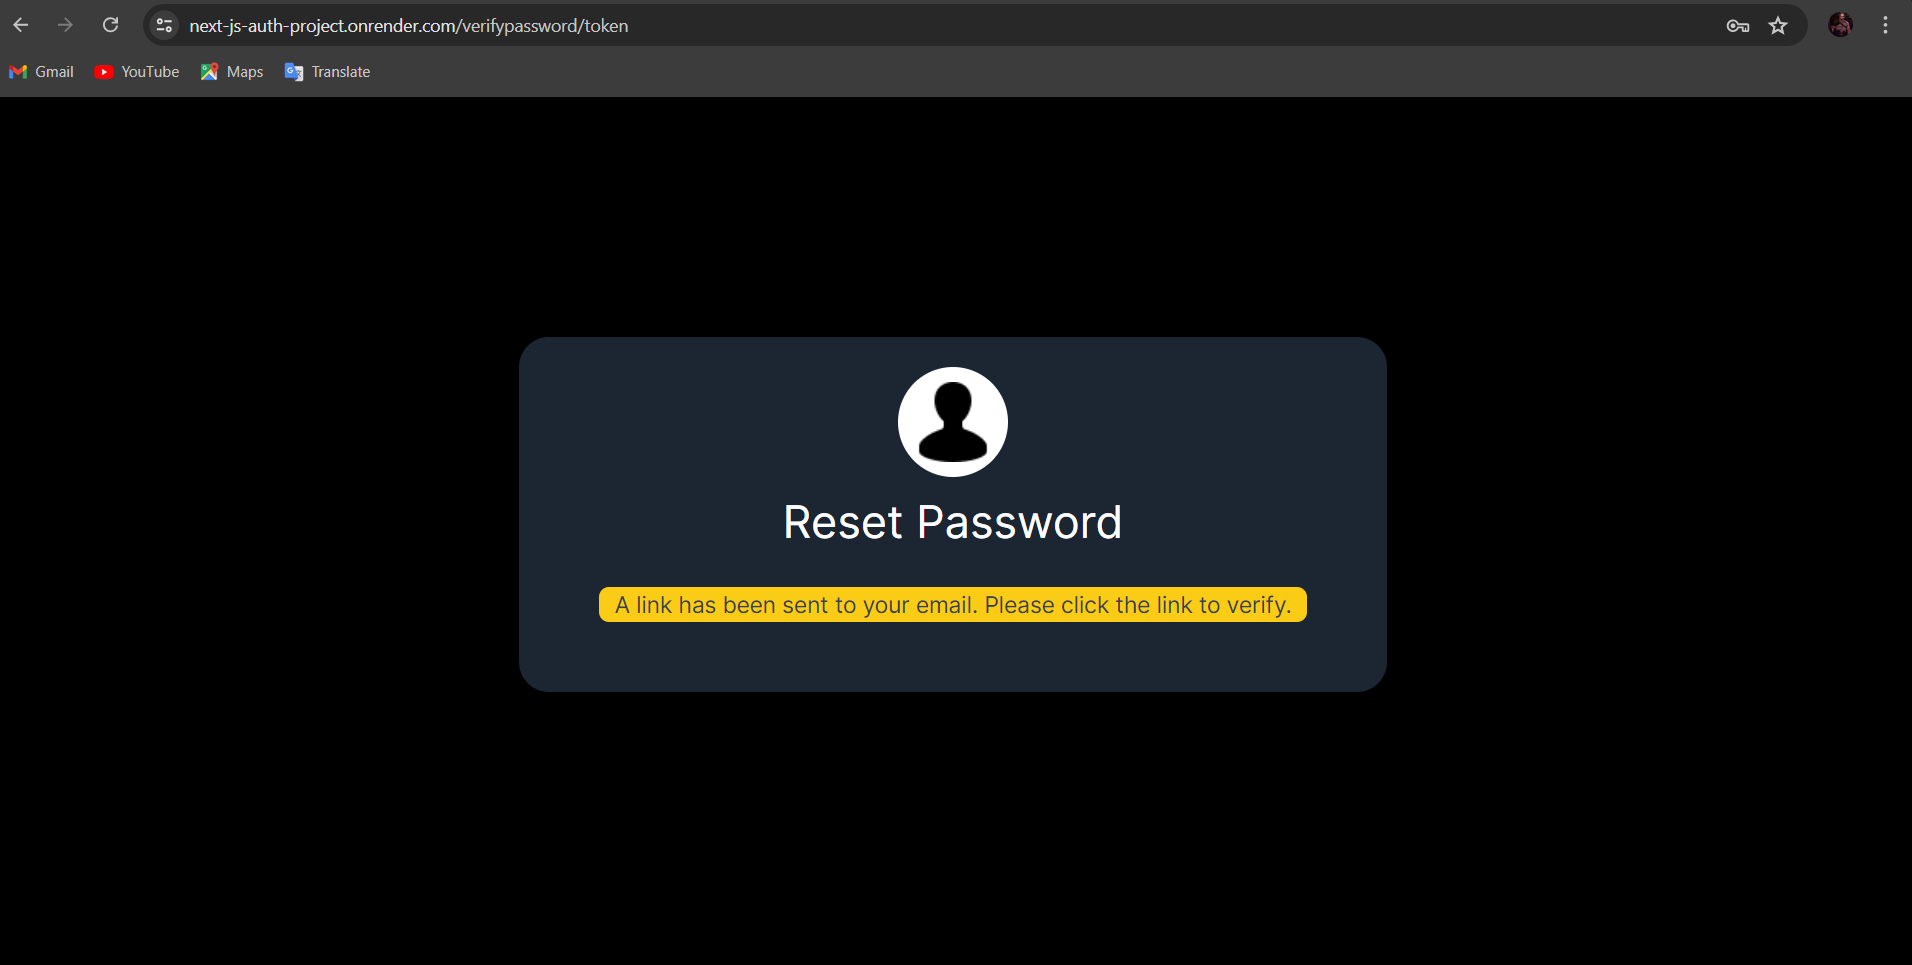 next-js-auth-project.onrender.com/verifypassword/token
Gmail YouTube Maps Translate
Reset Password
A link has been sent to your email. Please click the link to verify.